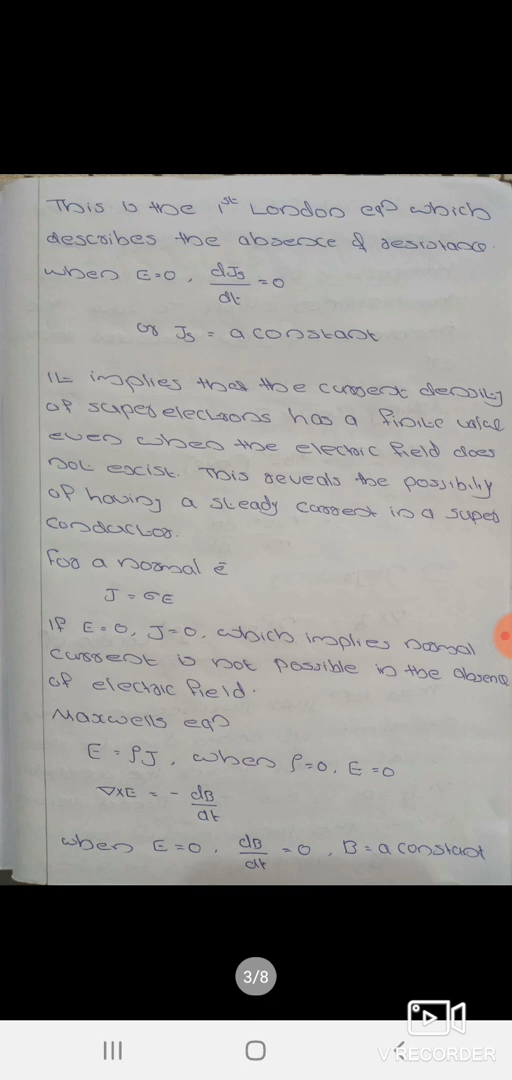 This is the 1st London eqn which
describes the absence of resistance.
when E=0, dJs/dt = 0
or Js = a constant
It implies that the current density
of superelectrons has a finite value
even when the electric field does
not excist. This reveals the possibility
of having a steady current in a super
conductor.
For a normal ē
J = σE
If E=0, J=0, which implies normal
current is not possible in the absence
of electric field.
Maxwells eqn
E = ρJ, when ρ=0, E=0
∇×E = - dB/dt
when E=0, dB/dt = 0, B = a constant
3/8
V RECORDER